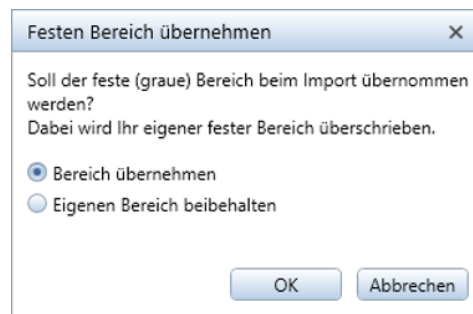 Festen Bereich übernehmen
Soll der feste (graue) Bereich beim Import übernommen
werden?
Dabei wird Ihr eigener fester Bereich überschrieben.
Bereich übernehmen
Eigenen Bereich beibehalten
OK Abbrechen